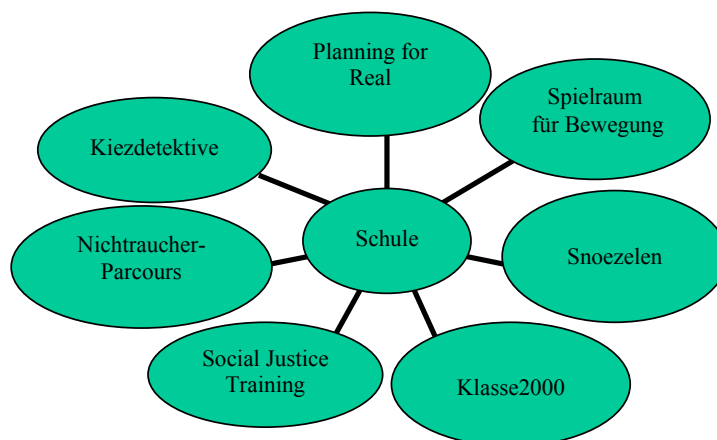 Planning for
Real
Spielraum
für Bewegung
Kiezdetektive
Schule
Nichtraucher-
Parcours
Snoezelen
Social Justice
Training
Klasse2000